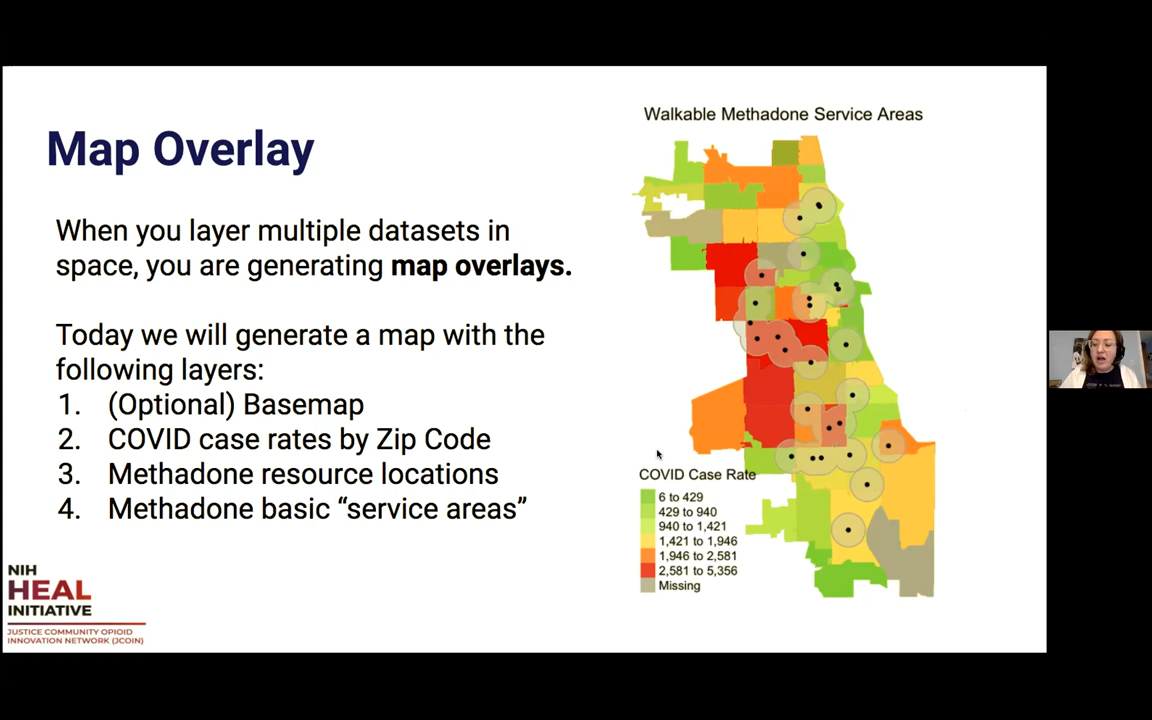 Map Overlay
When you layer multiple datasets in
space, you are generating map overlays.
Today we will generate a map with the
following layers:
1. (Optional) Basemap
2. COVID case rates by Zip Code
3. Methadone resource locations
4. Methadone basic “service areas”
NIH
HEAL
INITIATIVE
JUSTICE COMMUNITY OPIOID
INNOVATION NETWORK (JCOIN)
Walkable Methadone Service Areas
COVID Case Rate
6 to 429
429 to 940
940 to 1,421
1,421 to 1,946
1,946 to 2,581
2,581 to 5,356
Missing